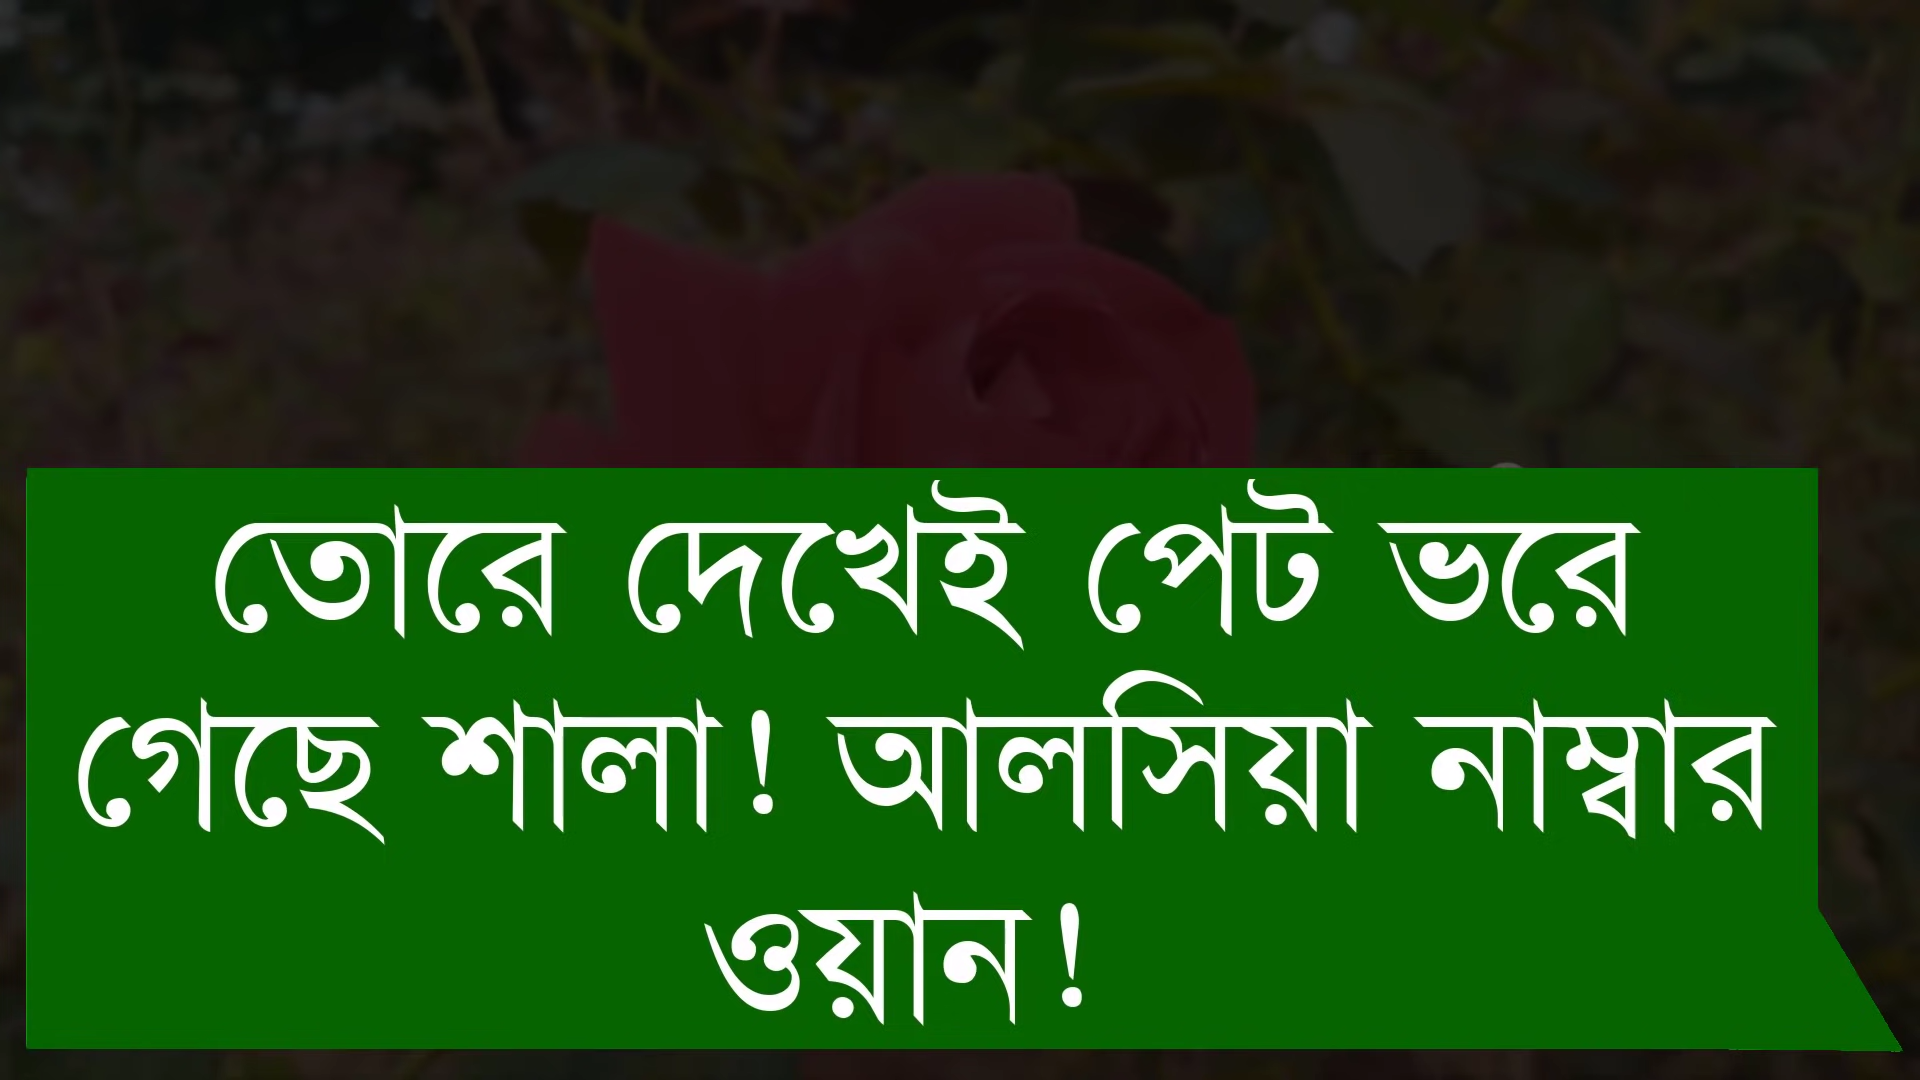 তোরে দেখেই পেট ভরে
গেছে শালা! আলসিয়া নাম্বার
ওয়ান!